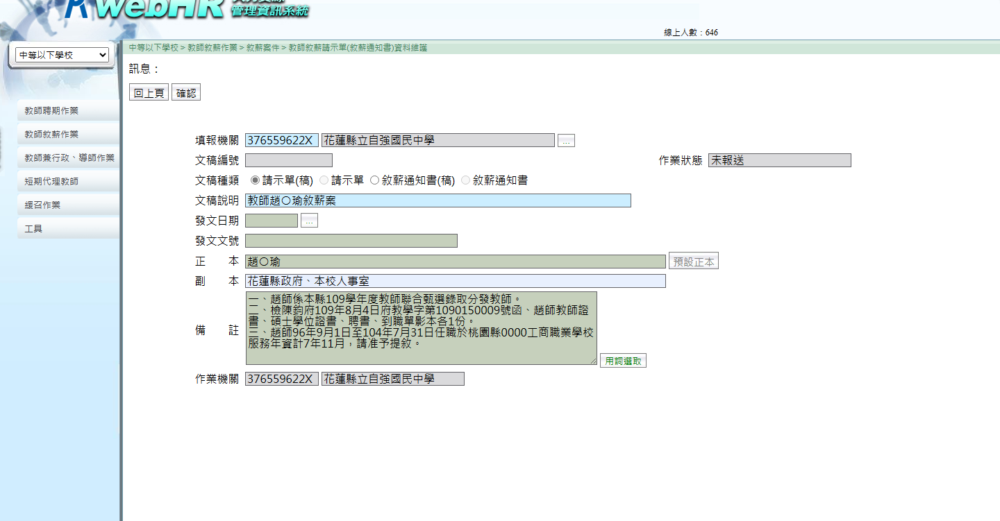 WebHR
管理資訊系統
線上人數：646
中等以下學校
中等以下學校 > 教師敘薪作業 > 敘薪案件 > 教師敘薪請示單(敘薪通知書)資料維護
訊息：
回上頁 確認
教師聘期作業
教師敘薪作業
教師兼行政、導師作業
短期代理教師
緩召作業
工具
填報機關 376559622X 花蓮縣立自強國民中學 ...
文稿編號 作業狀態 未報送
文稿種類 請示單(稿) 請示單 敘薪通知書(稿) 敘薪通知書
文稿說明 教師趙〇瑜敘薪案
發文日期 ...
發文文號
正 本 趙〇瑜 預設正本
副 本 花蓮縣政府、本校人事室
備 註
一、趙師係本縣109學年度教師聯合甄選錄取分發教師。
二、檢陳鈞府109年8月4日府教學字第1090150009號函、趙師教師證
書、碩士學位證書、聘書、到職單影本各1份。
三、趙師96年9月1日至104年7月31日任職於桃園縣0000工商職業學校
服務年資計7年11月，請准予提敘。
用詞選取
作業機關 376559622X 花蓮縣立自強國民中學